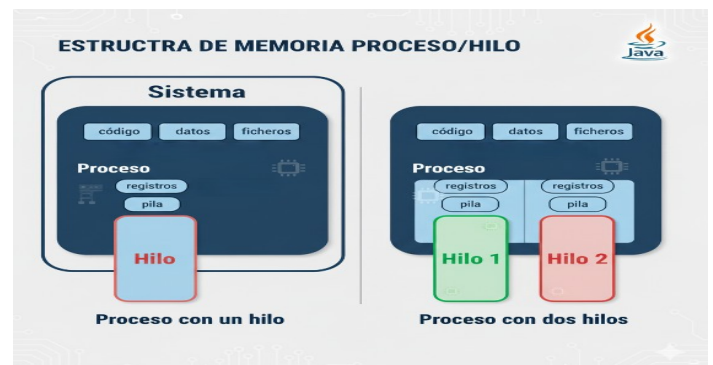 ESTRUCTRA DE MEMORIA PROCESO/HILO
Java
Sistema
código datos ficheros
Proceso
registros
pila
Hilo
Proceso con un hilo
código datos ficheros
Proceso
registros registros
pila pila
Hilo 1 Hilo 2
Proceso con dos hilos